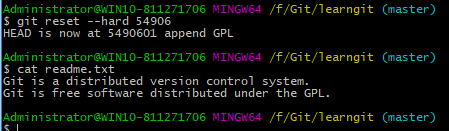 Administrator@WIN10-811271706 MINGW64 /f/Git/learngit (master)
$ git reset --hard 54906
HEAD is now at 5490601 append GPL
Administrator@WIN10-811271706 MINGW64 /f/Git/learngit (master)
$ cat readme.txt
Git is a distributed version control system.
Git is free software distributed under the GPL.
Administrator@WIN10-811271706 MINGW64 /f/Git/learngit (master)
$